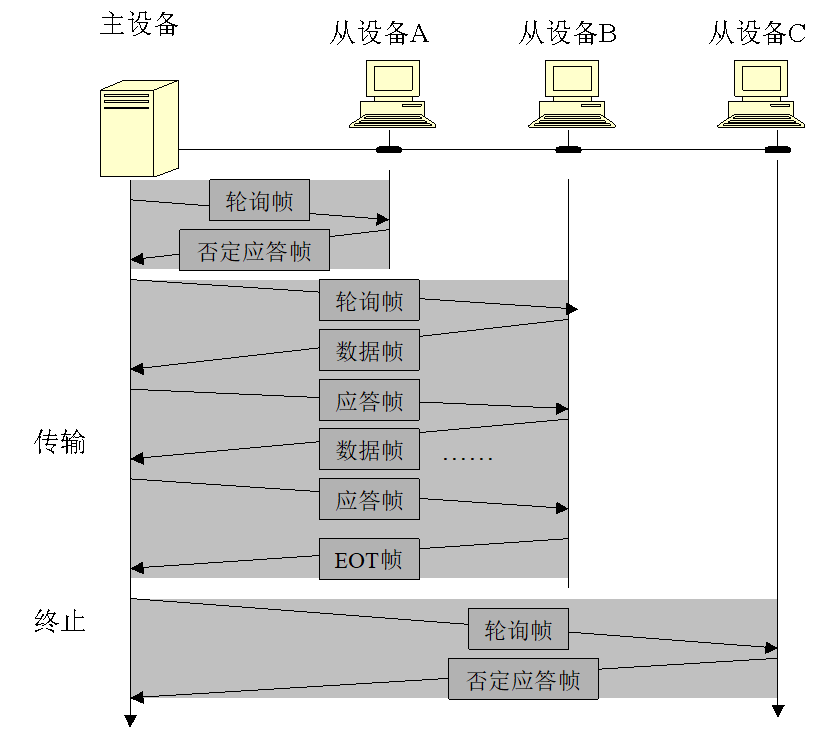 主设备
从设备A
从设备B
从设备C
轮询帧
否定应答帧
轮询帧
数据帧
应答帧
传输
数据帧
……
应答帧
EOT帧
终止
轮询帧
否定应答帧